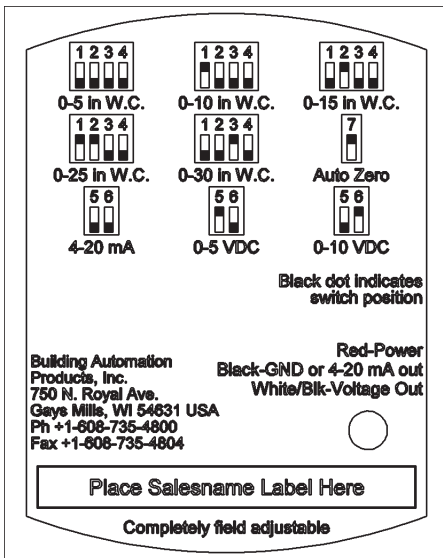 1 2 3 4 1 2 3 4 1 2 3 4
0-5 in W.C. 0-10 in W.C. 0-15 in W.C.
1 2 3 4 1 2 3 4 7
0-25 in W.C. 0-30 in W.C. Auto Zero
5 6 5 6 5 6
4-20 mA 0-5 VDC 0-10 VDC
Black dot indicates
switch position
Red-Power
Black-GND or 4-20 mA out
White/Blk-Voltage Out
Building Automation
Products, Inc.
750 N. Royal Ave.
Gays Mills, WI 54631 USA
Ph +1-608-735-4800
Fax +1-608-735-4804
Place Salesname Label Here
Completely field adjustable